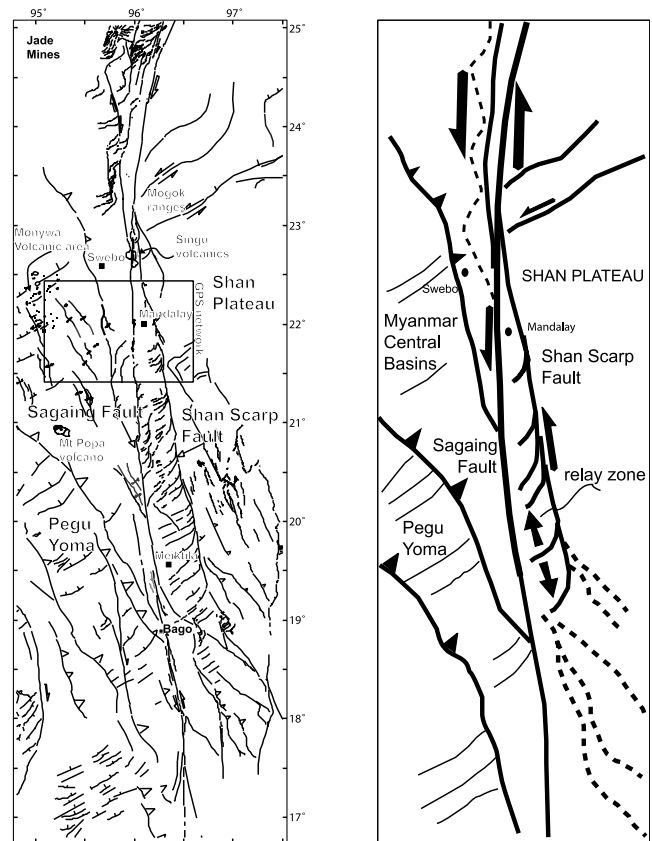 95° 96° 97°
25°
Jade
Mines
24°
Mogok
ranges
23°
Monywa
Volcanic area
Swebo
Singu
volcanics
Shan
Plateau
GPS network
Mandalay
22°
Sagaing Fault
Shan Scarp
Fault
21°
Mt Popa
volcano
20°
Pegu
Yoma
Meiktila
19°
Bago
18°
17°
SHAN PLATEAU
Swebo
Myanmar
Central
Basins
Mandalay
Shan Scarp
Fault
Sagaing
Fault
relay zone
Pegu
Yoma